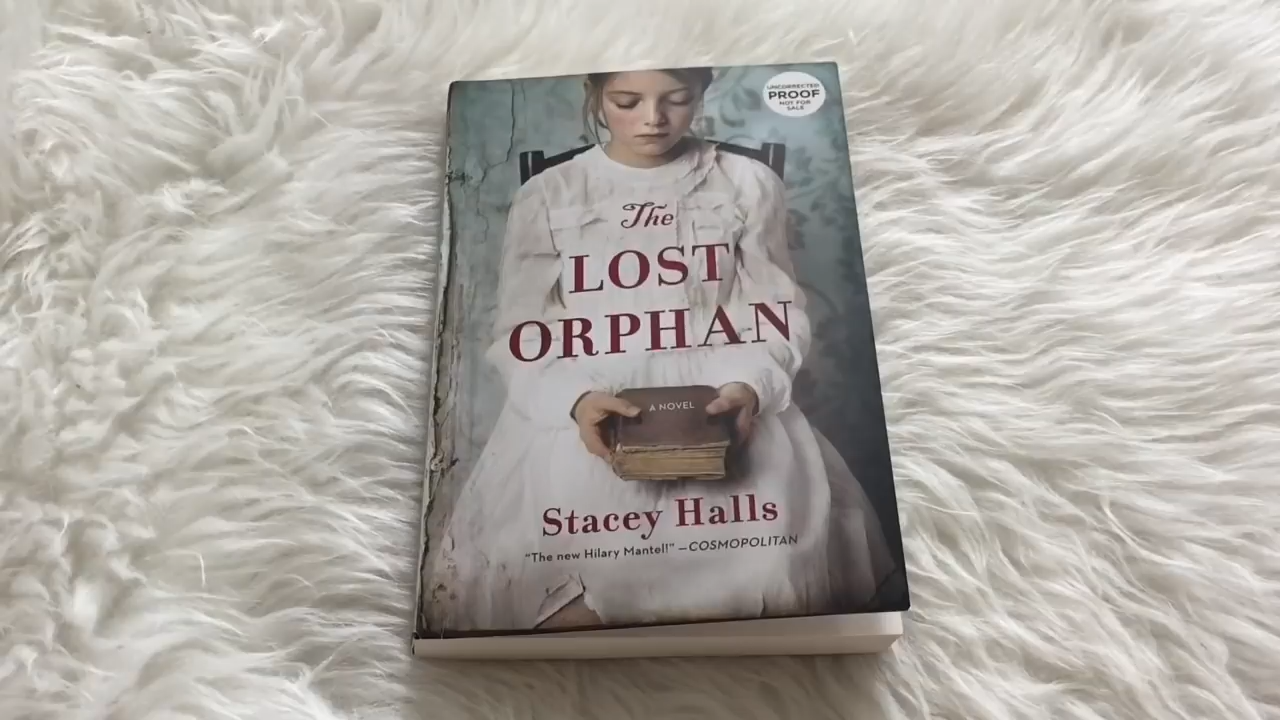 UNCORRECTED
PROOF
NOT FOR
SALE
The
LOST
ORPHAN
A NOVEL
Stacey Halls
“The new Hilary Mantel!” —COSMOPOLITAN